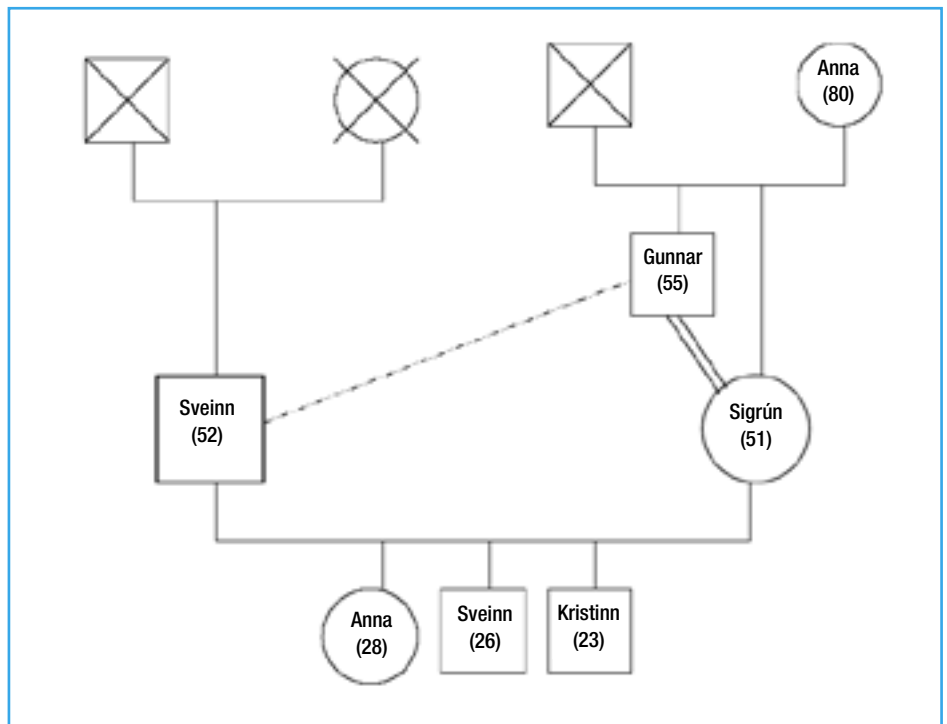 Anna
(80)
Gunnar
(55)
Sveinn
(52)
Sigrún
(51)
Anna
(28)
Sveinn
(26)
Kristinn
(23)